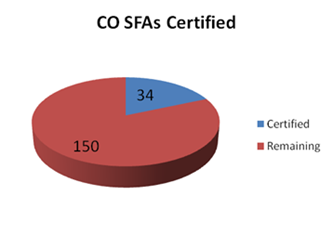 CO SFAs Certified
34
150
Certified
Remaining